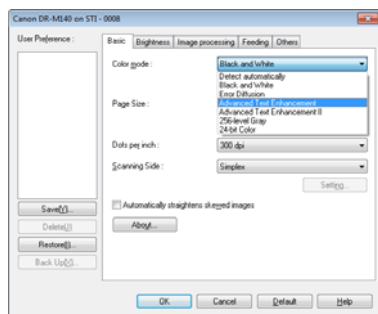 Canon DR-M140 on STI - 0008
User Preference :
Basic Brightness Image processing Feeding Others
Color mode : Black and White
Detect automatically
Black and White
Error Diffusion
Advanced Text Enhancement
Advanced Text Enhancement II
256-level Gray
24-bit Color
Page Size :
Dots per inch : 300 dpi
Scanning Side : Simplex
Setting...
Automatically straightens skewed images
About...
Save(V)...
Delete(J)
Restore(I)...
Back Up(X)...
OK Cancel Default Help